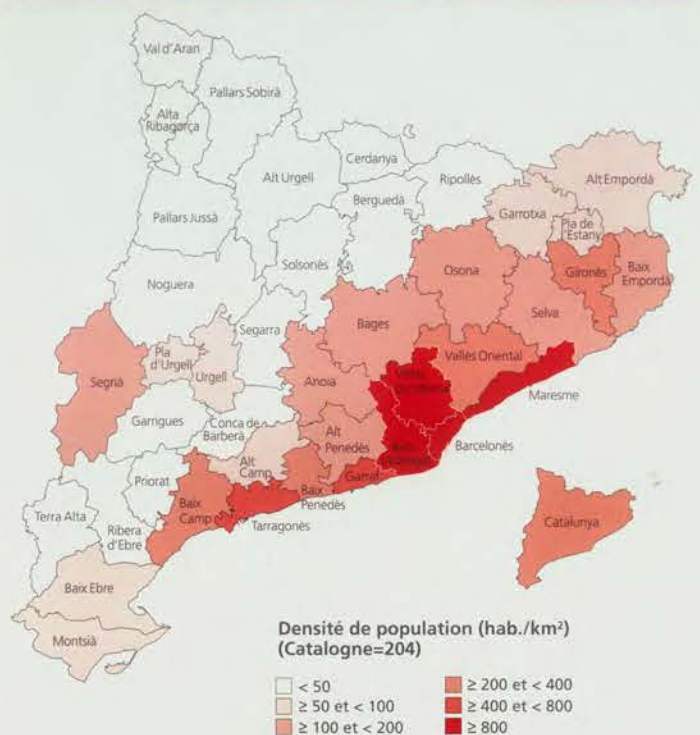 Val d'Aran
Pallars Sobirà
Alta
Ribagorça
Cerdanya
Alt Urgell
Ripollès
Alt Empordà
Berguedà
Garrotxa
Pallars Jussà
Pla de
l'Estany
Solsonès
Osona
Gironès
Baix
Empordà
Noguera
Bages
Selva
Segarra
Vallès Oriental
Pla
d'Urgell
Segrià
Urgell
Anoia
Maresme
Garrigues
Conca de
Barberà
Alt
Penedès
Barcelonès
Alt
Camp
Garraf
Priorat
Baix
Penedès
Baix
Camp
Terra Alta
Tarragonès
Catalunya
Ribera
d'Ebre
Baix Ebre
Montsià
Densité de population (hab./km²)
(Catalogne=204)
< 50
≥ 50 et < 100
≥ 100 et < 200
≥ 200 et < 400
≥ 400 et < 800
≥ 800